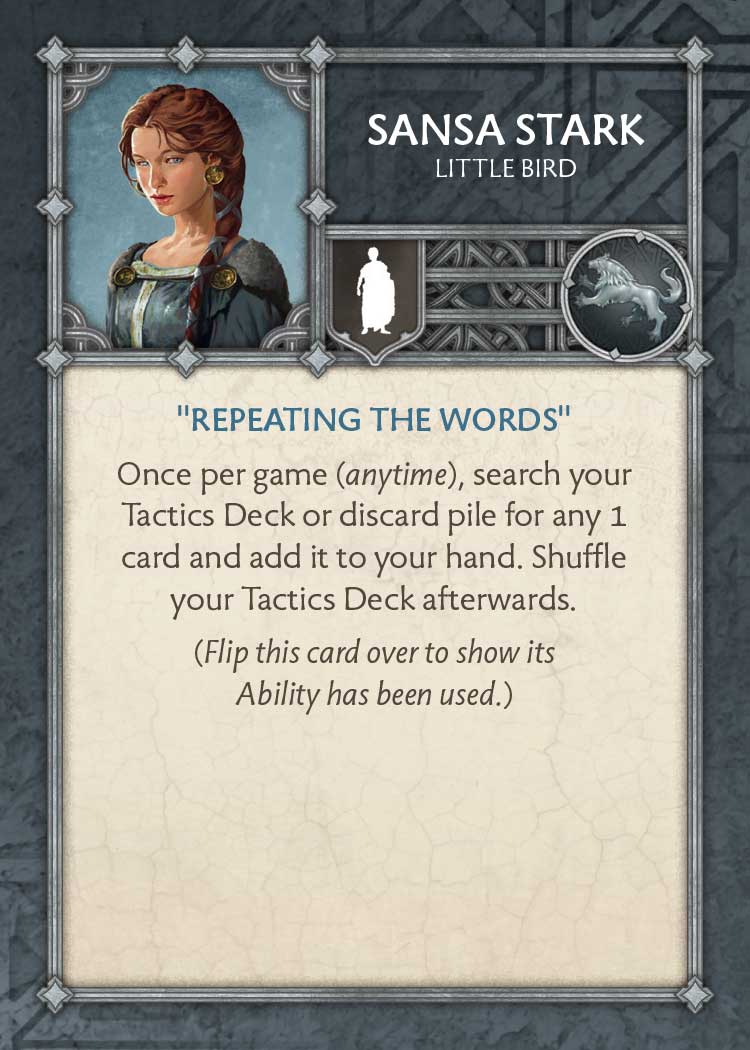 SANSA STARK
LITTLE BIRD
"REPEATING THE WORDS"
Once per game (anytime), search your
Tactics Deck or discard pile for any 1
card and add it to your hand. Shuffle
your Tactics Deck afterwards.
(Flip this card over to show its
Ability has been used.)